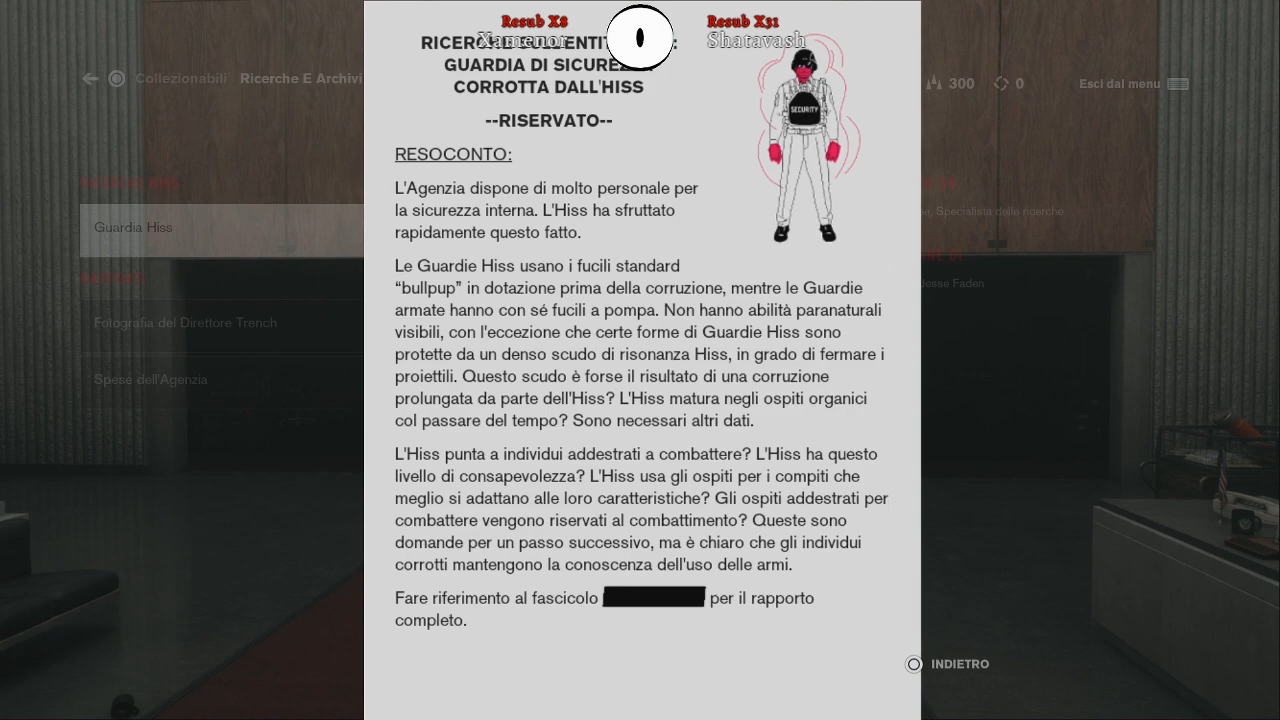 Resub X8
Xamenor
Resub X31
Shatavash
GUARDIA DI SICUREZZA
CORROTTA DALL'HISS
--RISERVATO--
SECURITY
RESOCONTO:
L'Agenzia dispone di molto personale per
la sicurezza interna. L'Hiss ha sfruttato
rapidamente questo fatto.
Le Guardie Hiss usano i fucili standard
“bullpup” in dotazione prima della corruzione, mentre le Guardie
armate hanno con sé fucili a pompa. Non hanno abilità paranaturali
visibili, con l'eccezione che certe forme di Guardie Hiss sono
protette da un denso scudo di risonanza Hiss, in grado di fermare i
proiettili. Questo scudo è forse il risultato di una corruzione
prolungata da parte dell'Hiss? L'Hiss matura negli ospiti organici
col passare del tempo? Sono necessari altri dati.
L'Hiss punta a individui addestrati a combattere? L'Hiss ha questo
livello di consapevolezza? L'Hiss usa gli ospiti per i compiti che
meglio si adattano alle loro caratteristiche? Gli ospiti addestrati per
combattere vengono riservati al combattimento? Queste sono
domande per un passo successivo, ma è chiaro che gli individui
corrotti mantengono la conoscenza dell'uso delle armi.
Fare riferimento al fascicolo per il rapporto
completo.
Collezionabili Ricerche E Archivi
Guardia Hiss
Fotografia del Direttore Trench
Spese dell'Agenzia
300 0
Esci dal menu
Specialista delle ricerche
Jesse Faden
INDIETRO